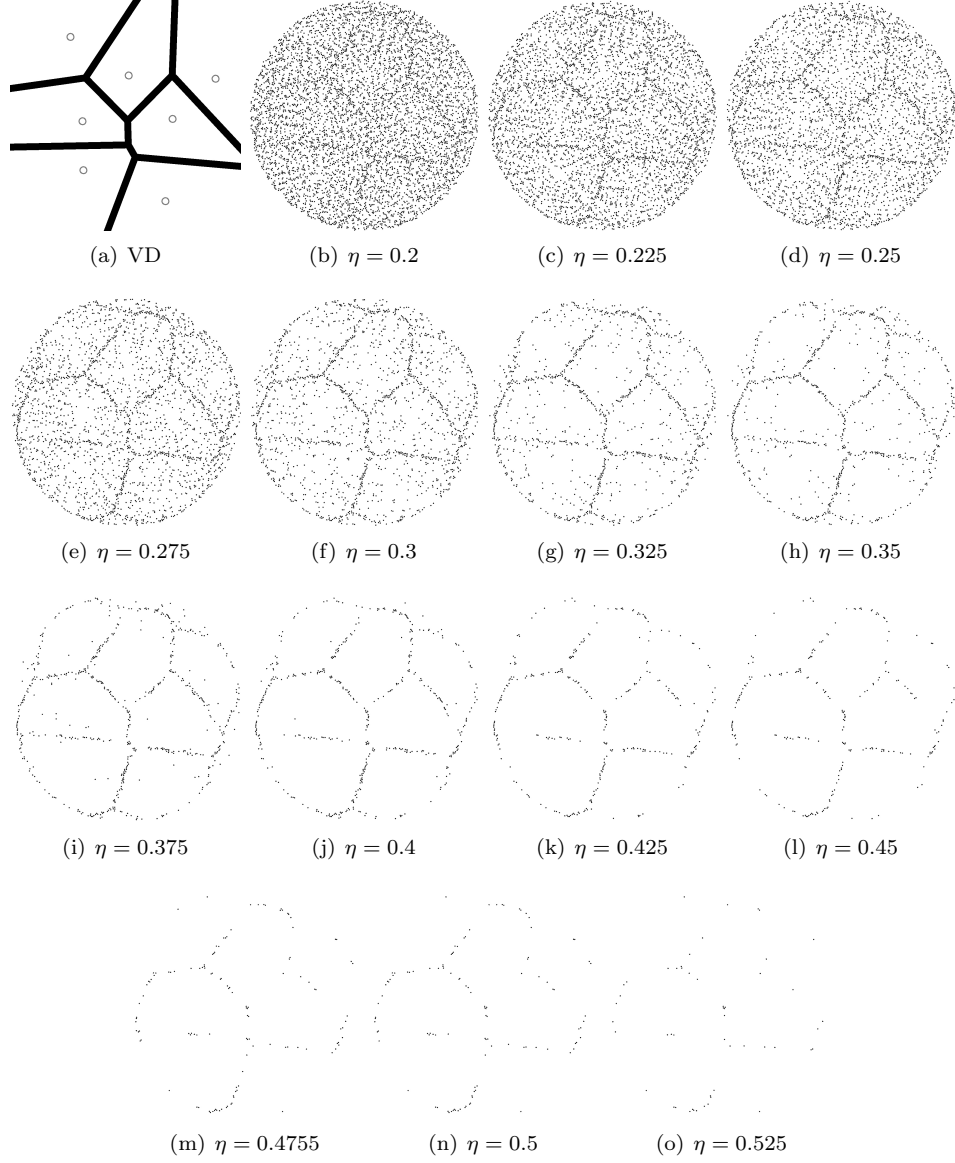 (a) VD
(b) η = 0.2
(c) η = 0.225
(d) η = 0.25
(e) η = 0.275
(f) η = 0.3
(g) η = 0.325
(h) η = 0.35
(i) η = 0.375
(j) η = 0.4
(k) η = 0.425
(l) η = 0.45
(m) η = 0.4755
(n) η = 0.5
(o) η = 0.525